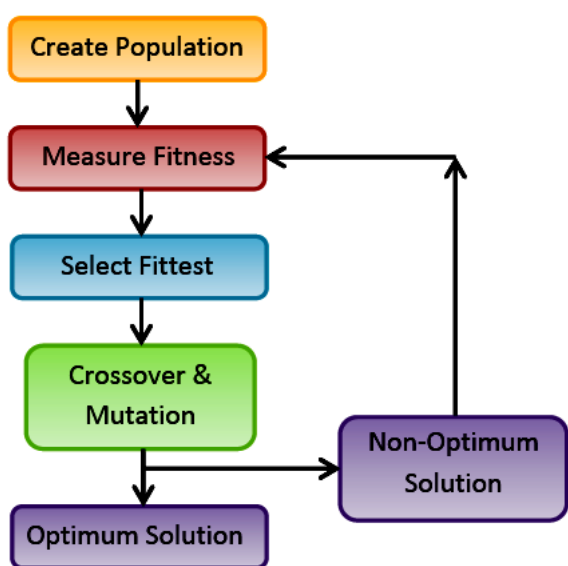 Create Population
Measure Fitness
Select Fittest
Crossover &
Mutation
Non-Optimum
Solution
Optimum Solution